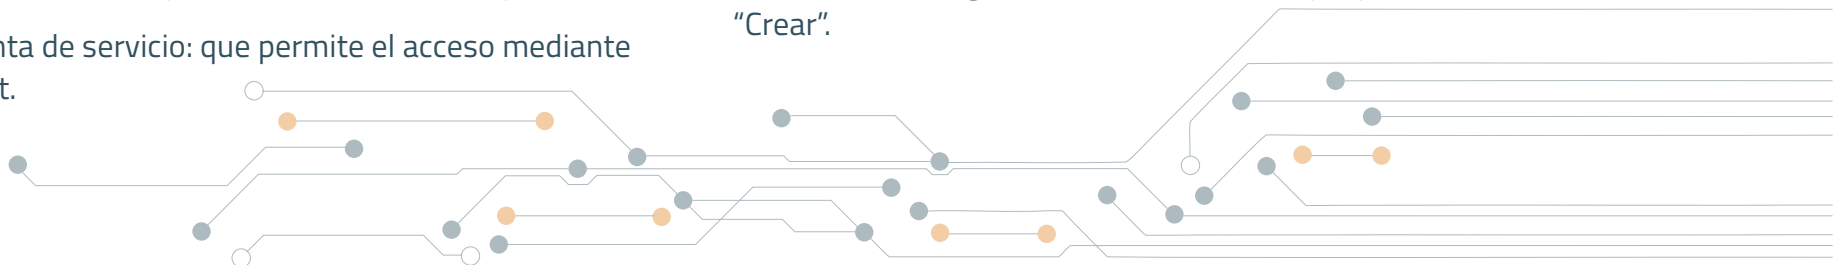 nta de servicio: que permite el acceso mediante
t.
“Crear”.